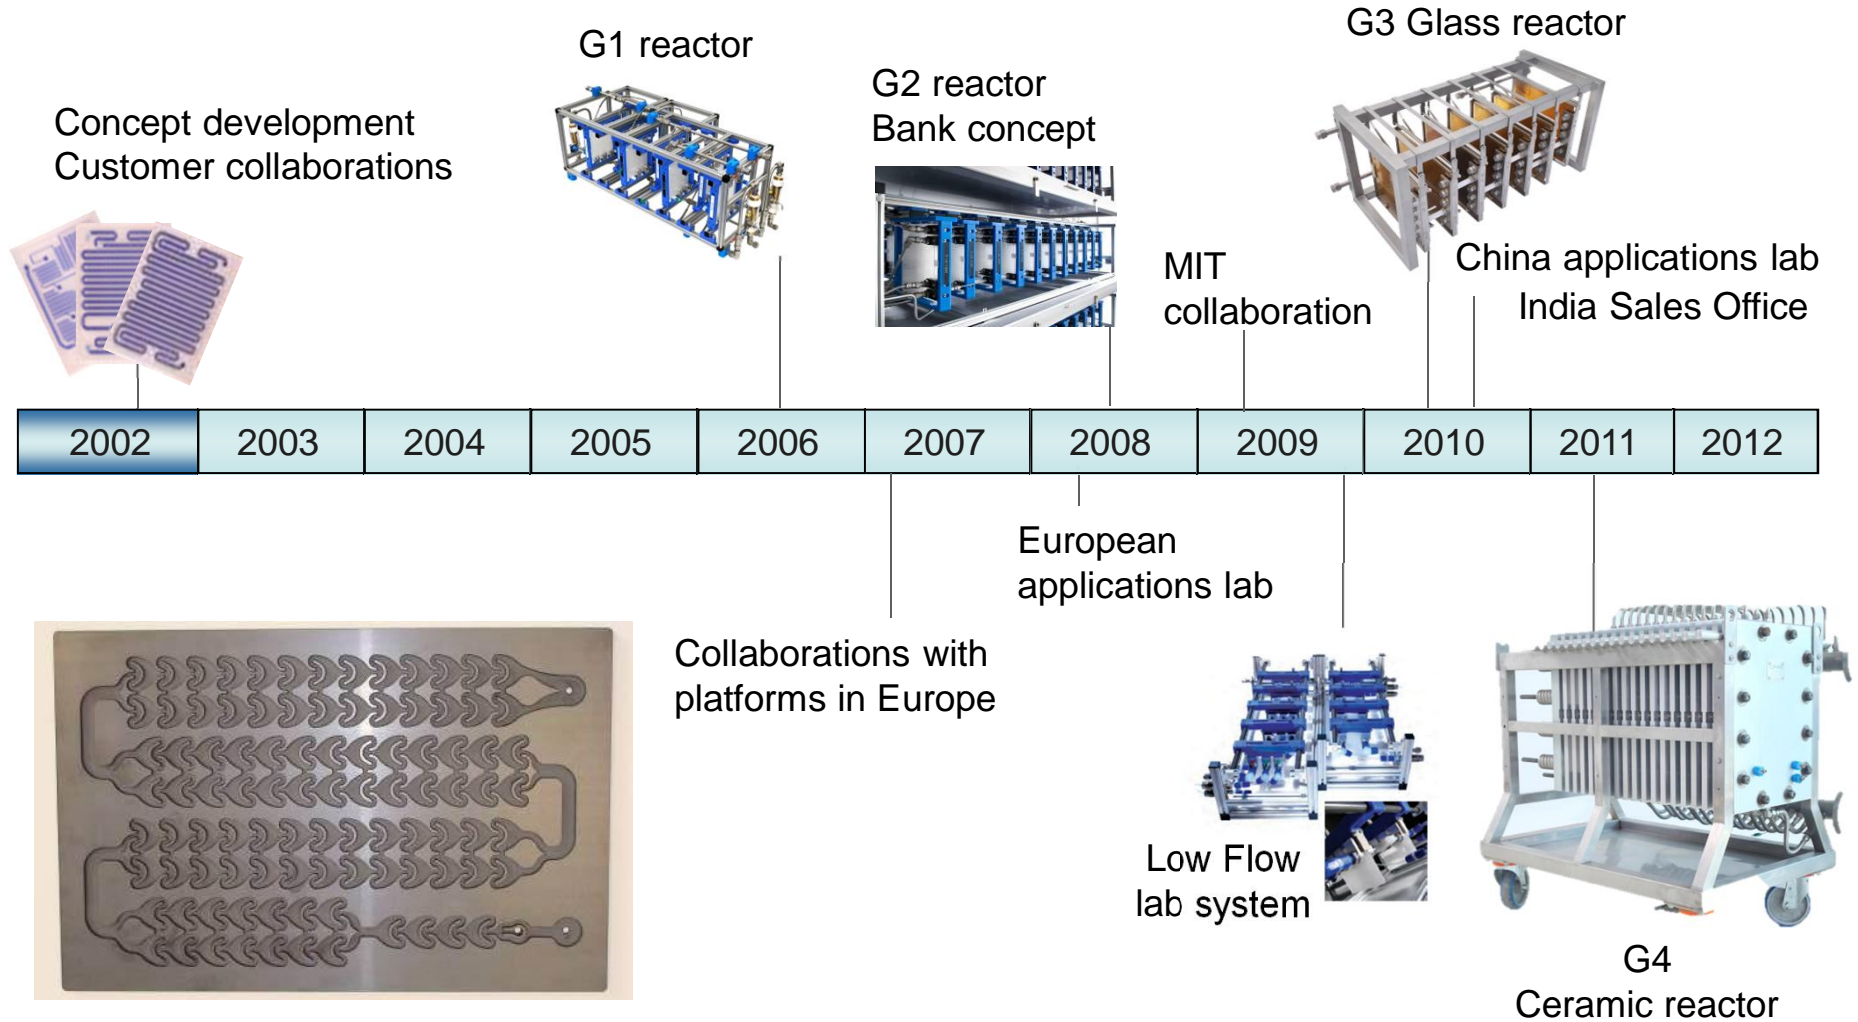 G3 Glass reactor
G1 reactor
G2 reactor
Bank concept
Concept development
Customer collaborations
MIT
collaboration
China applications lab
India Sales Office
2002
2003
2004
2005
2006
2007
2008
2009
2010
2011
2012
European
applications lab
Collaborations with
platforms in Europe
Low Flow
lab system
G4
Ceramic reactor